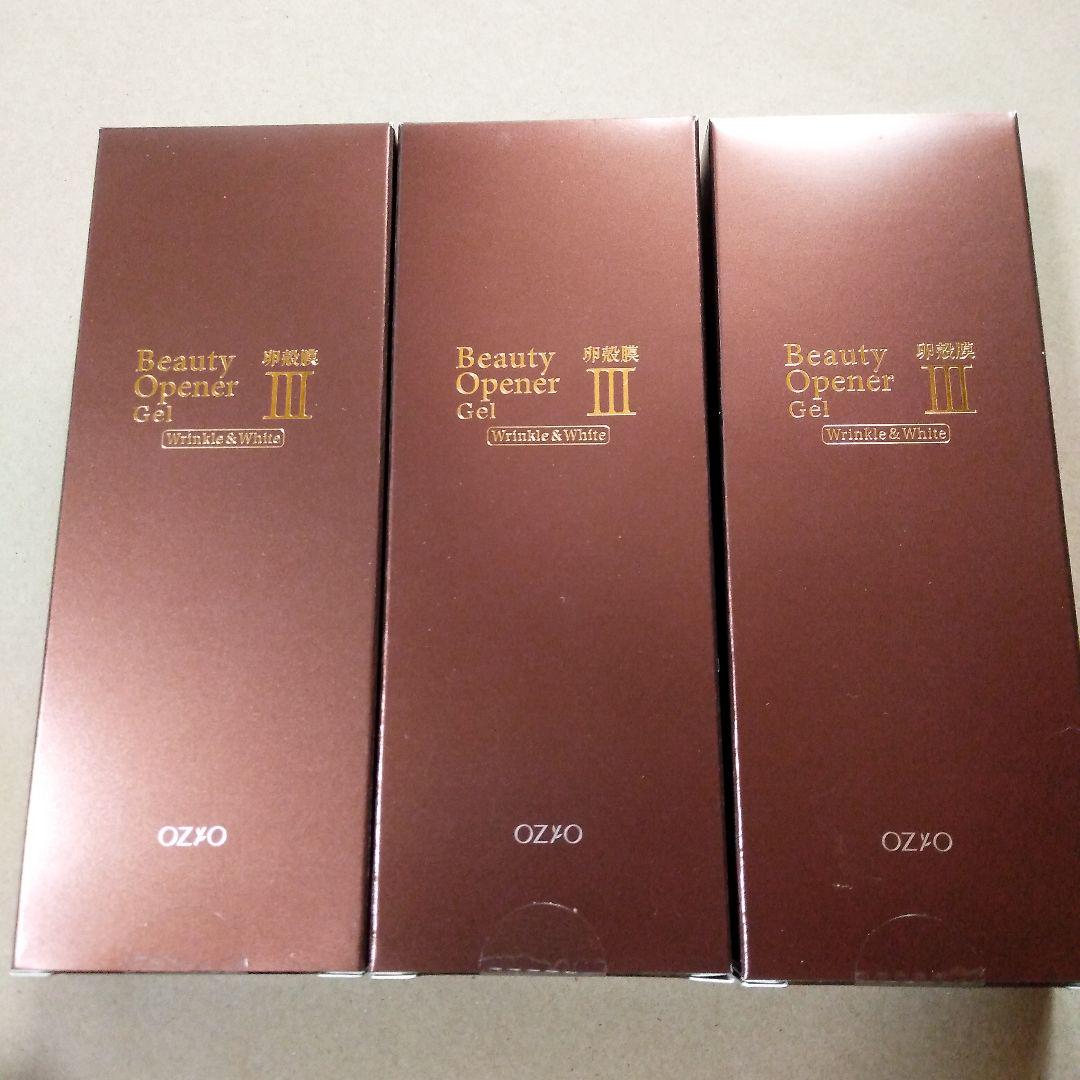 Beauty 卵殻膜
Opener III
Gel
Wrinkle & White
OZIO
Beauty 卵殻膜
Opener III
Gel
Wrinkle & White
OZIO
Beauty 卵殻膜
Opener III
Gel
Wrinkle & White
OZIO